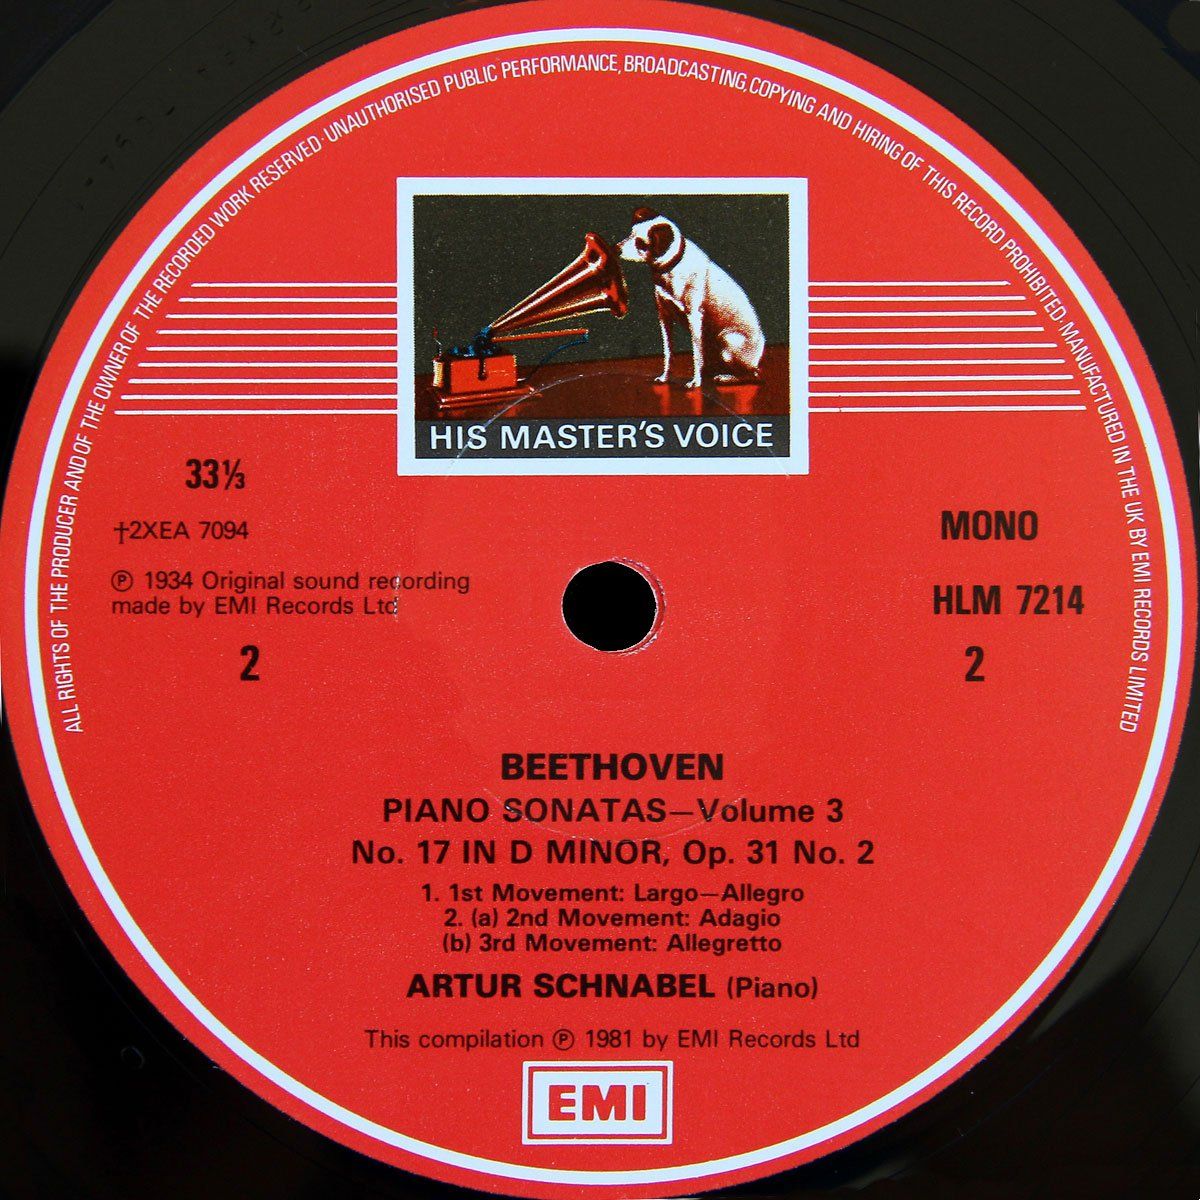 ALL RIGHTS OF THE PRODUCER AND OF THE OWNER OF THE RECORDED WORK RESERVED · UNAUTHORISED PUBLIC PERFORMANCE, BROADCASTING, COPYING AND HIRING OF THIS RECORD PROHIBITED · MANUFACTURED IN THE UK BY EMI RECORDS LIMITED
HIS MASTER'S VOICE
33⅓
†2XEA 7094
MONO
℗ 1934 Original sound recording
made by EMI Records Ltd
HLM 7214
2
2
BEETHOVEN
PIANO SONATAS—Volume 3
No. 17 IN D MINOR, Op. 31 No. 2
1. 1st Movement: Largo—Allegro
2. (a) 2nd Movement: Adagio
(b) 3rd Movement: Allegretto
ARTUR SCHNABEL (Piano)
This compilation ℗ 1981 by EMI Records Ltd
EMI